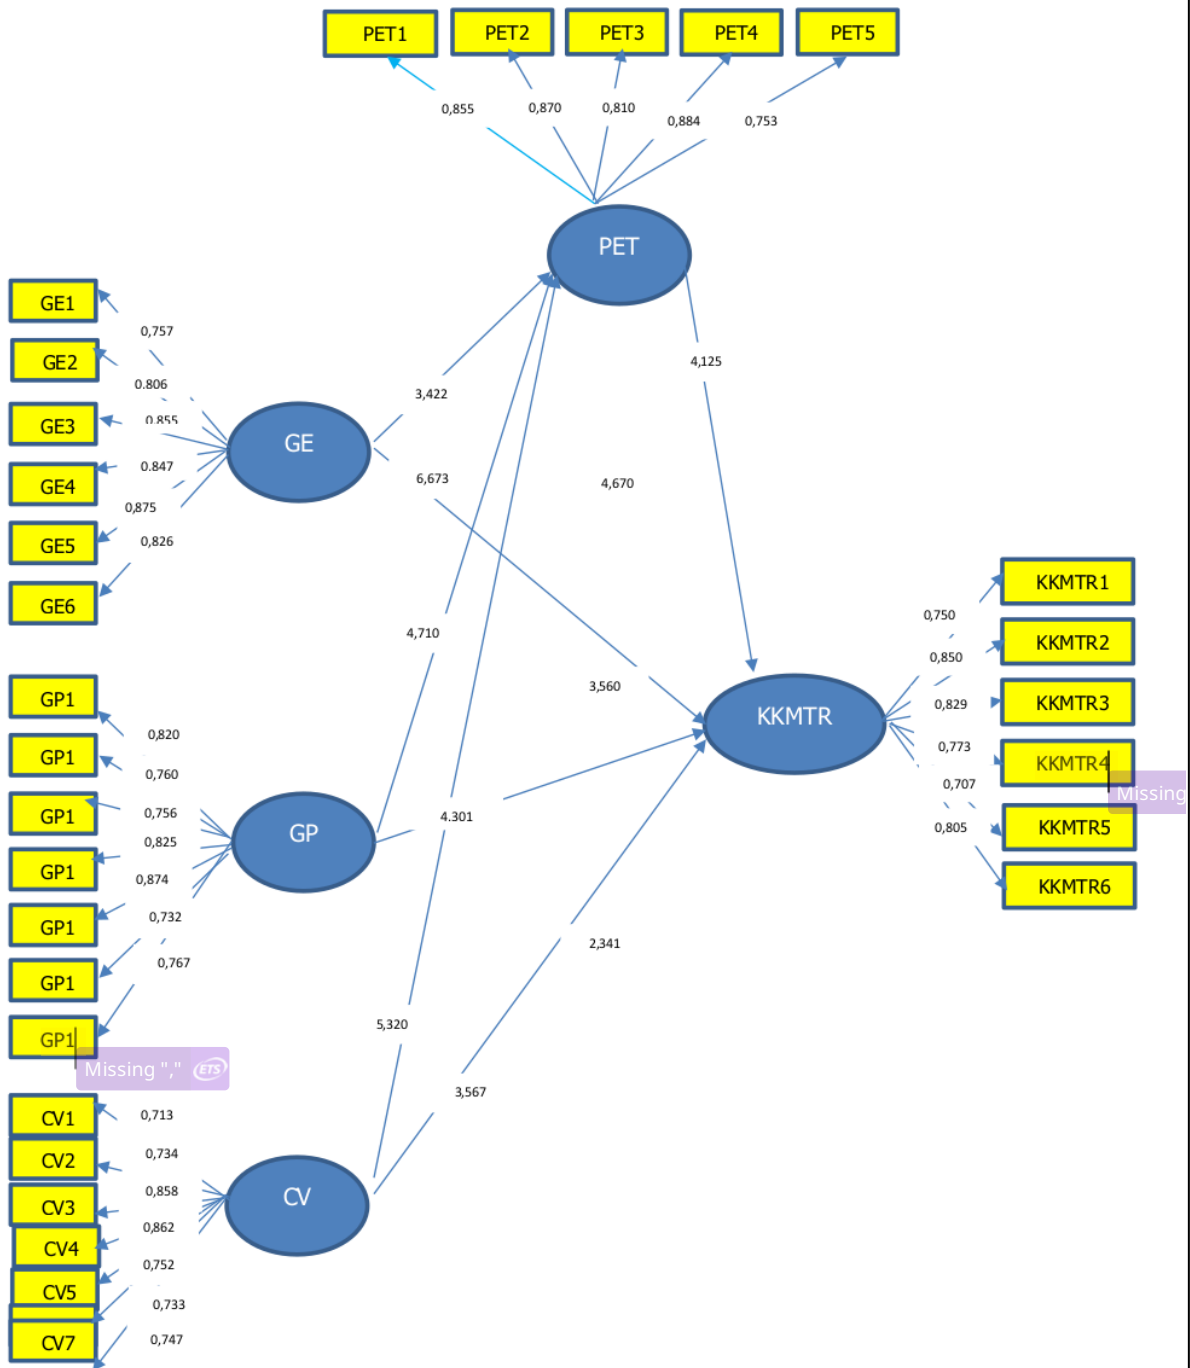 PET1
PET2
PET3
PET4
PET5
0,855
0,870
0,810
0,884
0,753
PET
GE1
GE2
GE3
GE4
GE5
GE6
0,757
0.806
0.855
0.847
0,875
0,826
GE
3,422
4,125
6,673
4,670
4,710
3,560
4.301
2,341
5,320
3,567
KKMTR
0,750
0,850
0,829
0,773
0,707
0,805
KKMTR1
KKMTR2
KKMTR3
KKMTR4
Missing
KKMTR5
KKMTR6
GP1
GP1
GP1
GP1
GP1
GP1
GP1
Missing ","
ETS
0,820
0,760
0,756
0,825
0,874
0,732
0,767
GP
CV1
CV2
CV3
CV4
CV5
CV7
0,713
0,734
0,858
0,862
0,752
0,733
0,747
CV